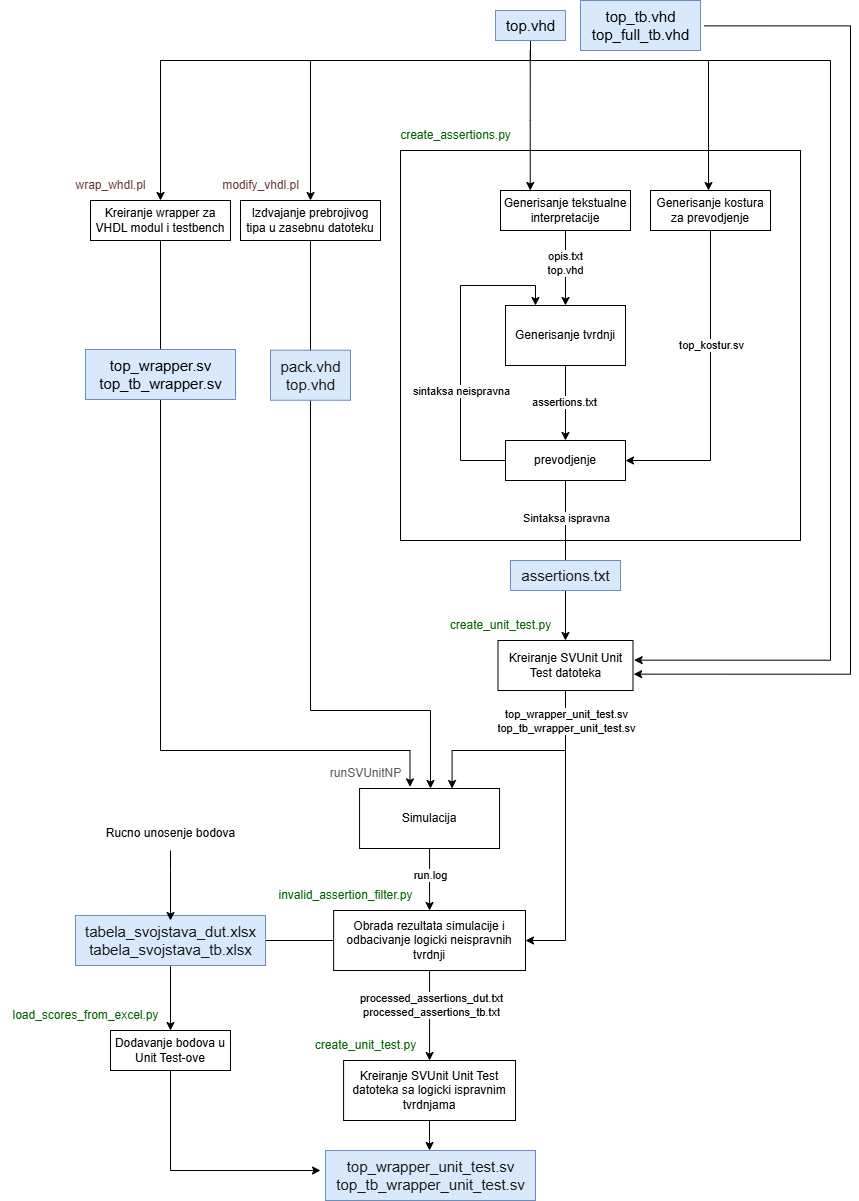 top.vhd
top_tb.vhd
top_full_tb.vhd
create_assertions.py
wrap_whdl.pl
modify_vhdl.pl
Kreiranje wrapper za
VHDL modul i testbench
Izdvajanje prebrojivog
tipa u zasebnu datoteku
Generisanje tekstualne
interpretacije
Generisanje kostura
za prevodjenje
opis.txt
top.vhd
Generisanje tvrdnji
top_kostur.sv
top_wrapper.sv
top_tb_wrapper.sv
pack.vhd
top.vhd
sintaksa neispravna
assertions.txt
prevodjenje
Sintaksa ispravna
assertions.txt
create_unit_test.py
Kreiranje SVUnit Unit
Test datoteka
top_wrapper_unit_test.sv
top_tb_wrapper_unit_test.sv
runSVUnitNP
Simulacija
Rucno unosenje bodova
run.log
invalid_assertion_filter.py
tabela_svojstava_dut.xlsx
tabela_svojstava_tb.xlsx
Obrada rezultata simulacije i
odbacivanje logicki neispravnih
tvrdnji
processed_assertions_dut.txt
processed_assertions_tb.txt
load_scores_from_excel.py
Dodavanje bodova u
Unit Test-ove
create_unit_test.py
Kreiranje SVUnit Unit Test
datoteka sa logicki ispravnim
tvrdnjama
top_wrapper_unit_test.sv
top_tb_wrapper_unit_test.sv